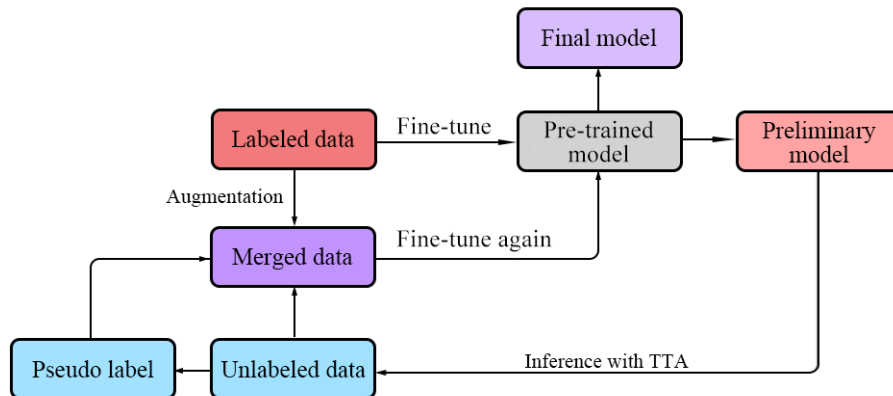 Final model
Labeled data
Fine-tune
Pre-trained
model
Preliminary
model
Augmentation
Merged data
Fine-tune again
Pseudo label
Unlabeled data
Inference with TTA